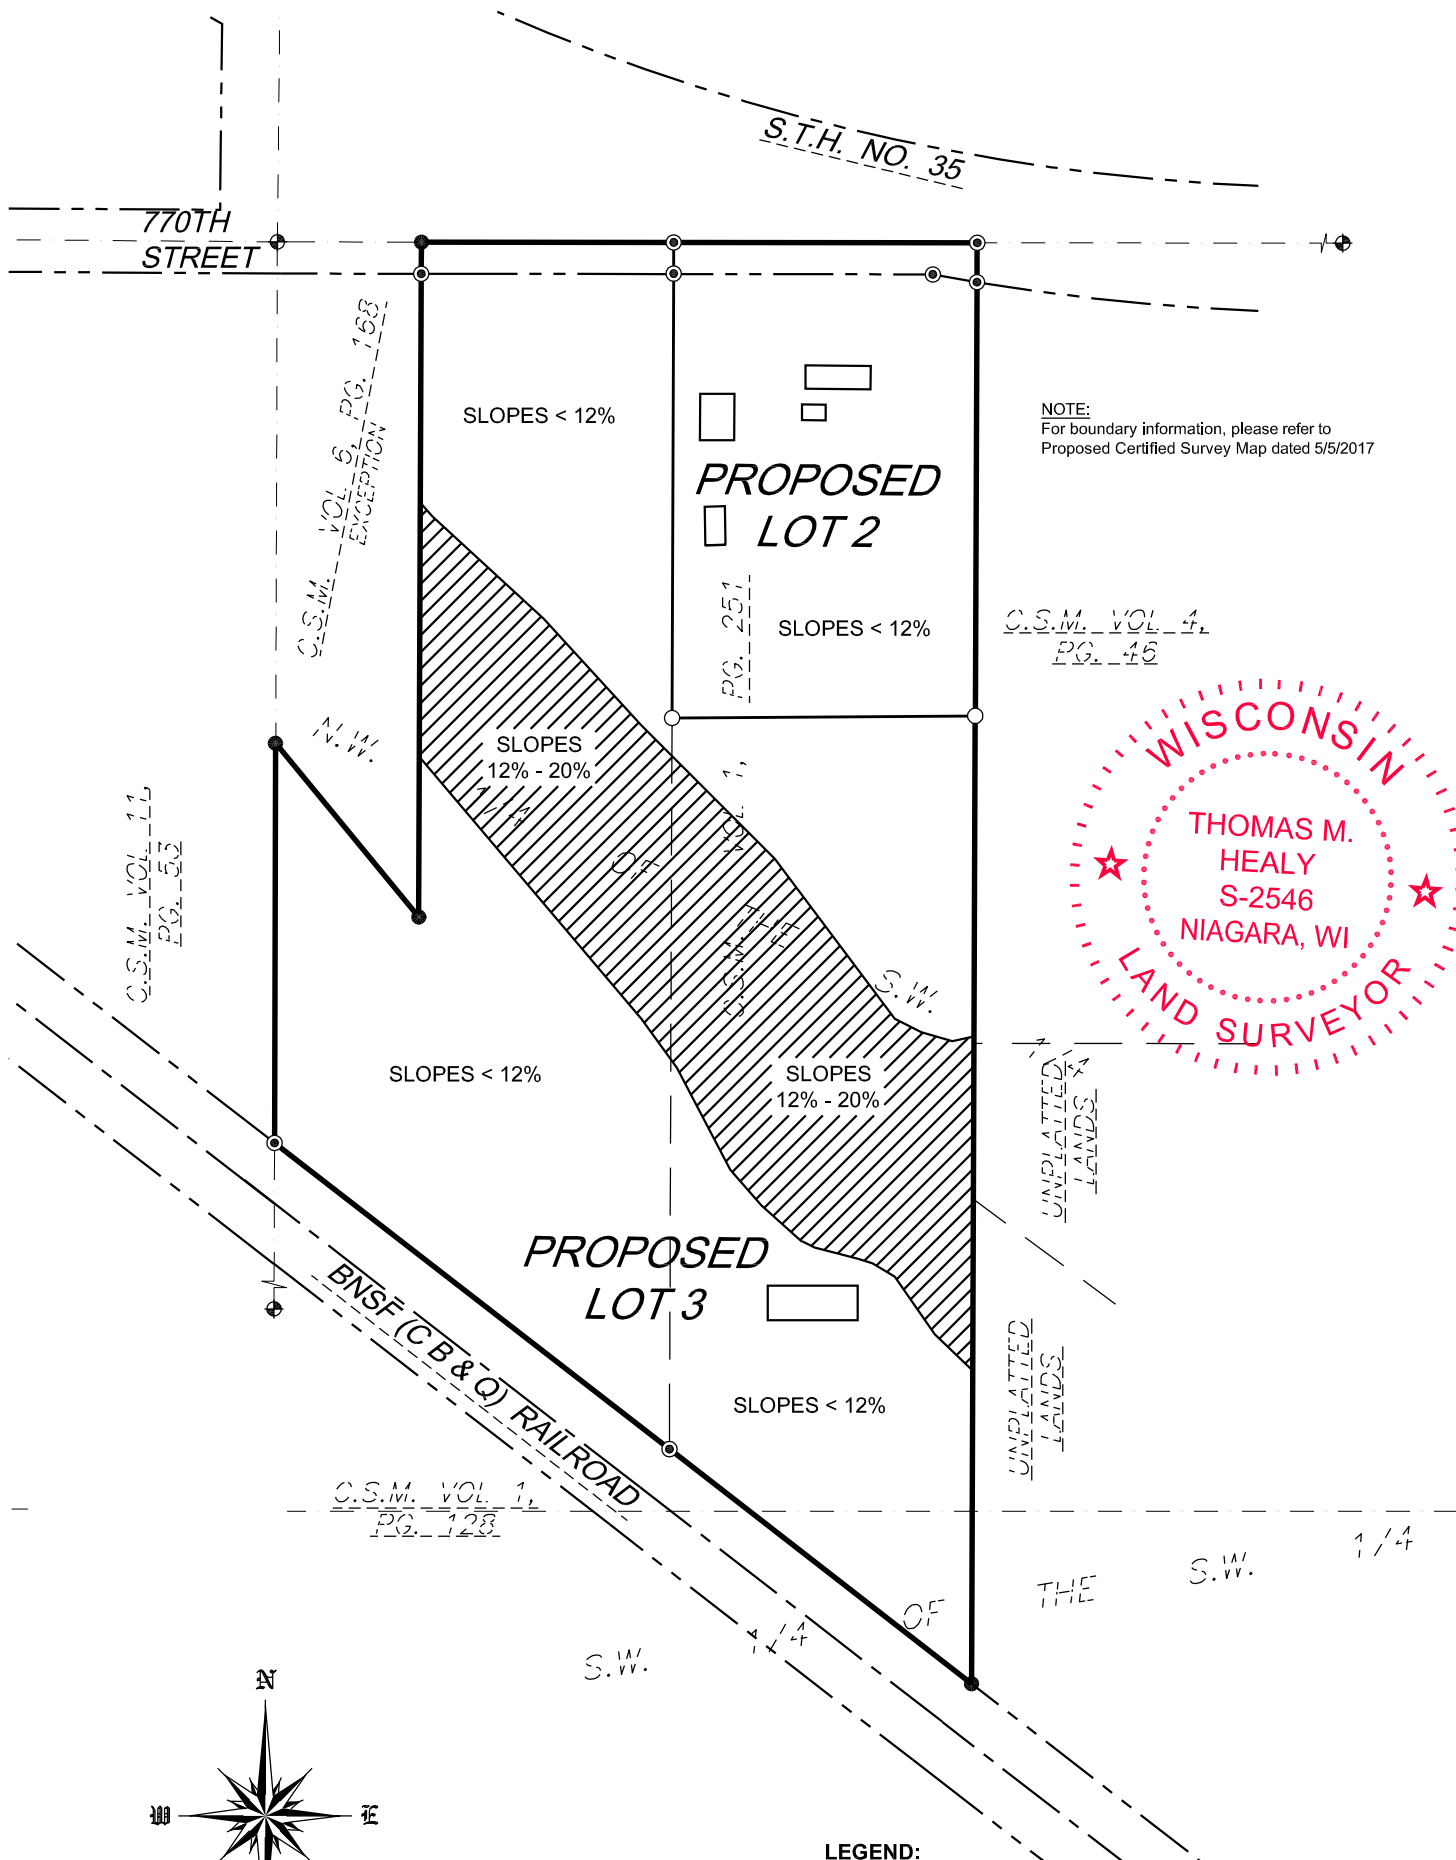 S.T.H. NO. 35
770TH
STREET
C.S.M. VOL. 6, PG. 168
EXCEPTION
SLOPES < 12%
NOTE:
For boundary information, please refer to
Proposed Certified Survey Map dated 5/5/2017
PROPOSED
LOT 2
SLOPES < 12%
C.S.M. VOL. 4,
PG. 46
C.S.M. VOL. 1,
PG. 251
N.W.
1/4
OF
THE
S.W.
1/4
SLOPES
12% - 20%
C.S.M. VOL. 11,
PG. 53
WISCONSIN
THOMAS M.
HEALY
S-2546
NIAGARA, WI
LAND SURVEYOR
SLOPES < 12%
SLOPES
12% - 20%
UNPLATTED
LANDS
PROPOSED
LOT 3
BNSF (C B & Q) RAILROAD
UNPLATTED
LANDS
SLOPES < 12%
C.S.M. VOL. 1,
PG. 128
S.W. 1/4 OF THE S.W. 1/4
N
W
E
LEGEND: